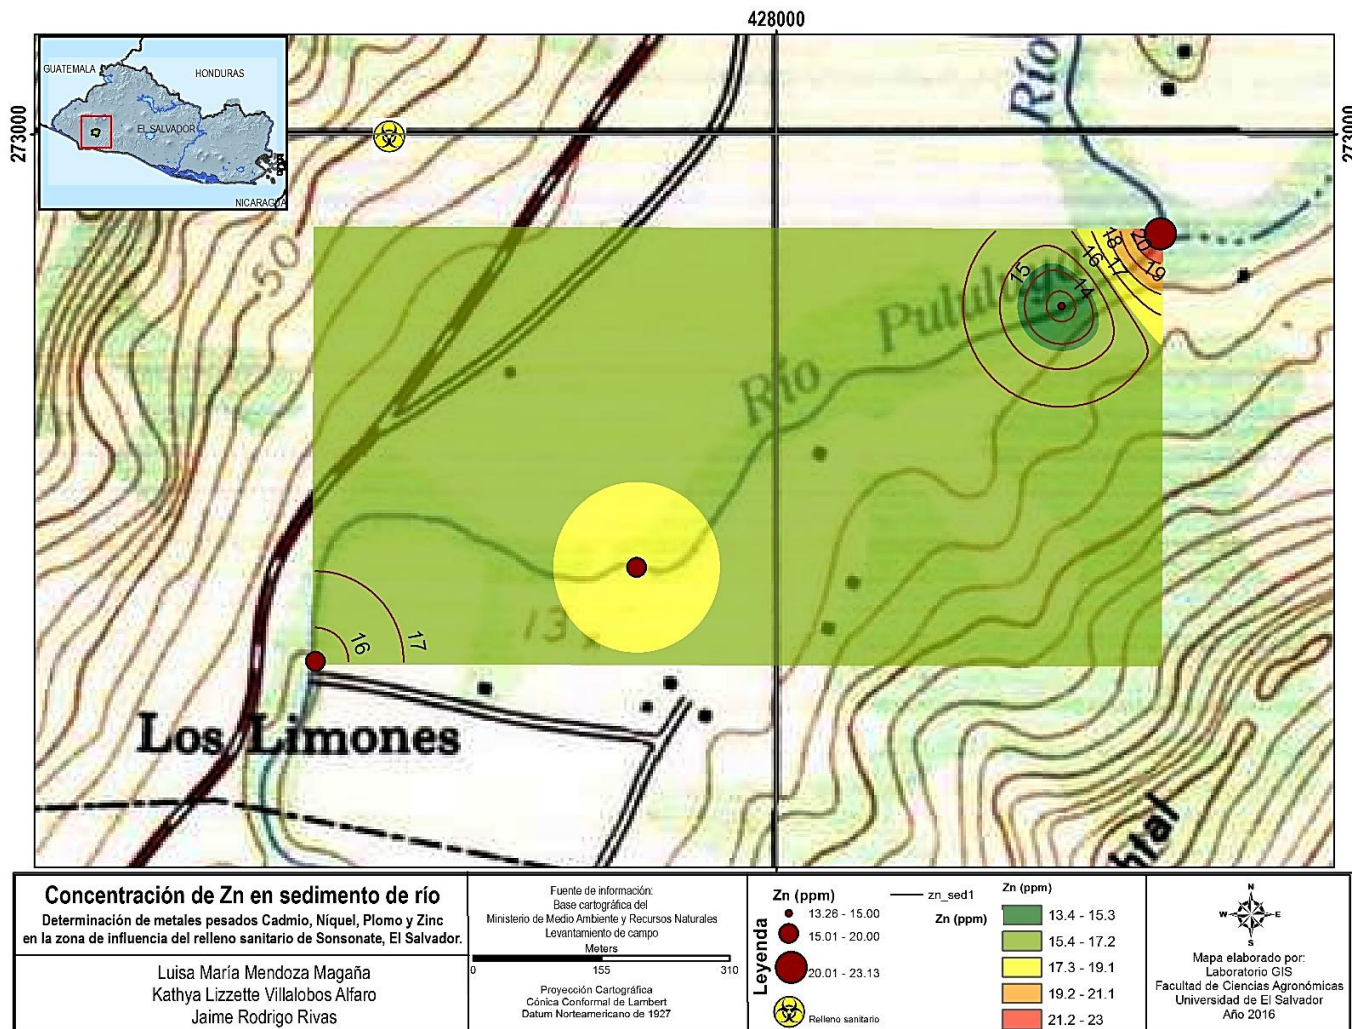 428000
GUATEMALA
HONDURAS
EL SALVADOR
NICARAGUA
273000
273000
Río
50
18
20
15
16
17
19
14
Río
13
16
17
Los Limones
Concentración de Zn en sedimento de río
Determinación de metales pesados Cadmio, Níquel, Plomo y Zinc
en la zona de influencia del relleno sanitario de Sonsonate, El Salvador.
Luisa María Mendoza Magaña
Kathya Lizzette Villalobos Alfaro
Jaime Rodrigo Rivas
Fuente de información:
Base cartográfica del
Ministerio de Medio Ambiente y Recursos Naturales
Levantamiento de campo
Meters
0 155 310
Proyección Cartográfica
Cónica Conformal de Lambert
Datum Norteamericano de 1927
Leyenda
Zn (ppm)
13.26 - 15.00
15.01 - 20.00
20.01 - 23.13
Relleno sanitario
zn_sed1
Zn (ppm)
Zn (ppm)
13.4 - 15.3
15.4 - 17.2
17.3 - 19.1
19.2 - 21.1
21.2 - 23
N
W E
S
Mapa elaborado por:
Laboratorio GIS
Facultad de Ciencias Agronómicas
Universidad de El Salvador
Año 2016